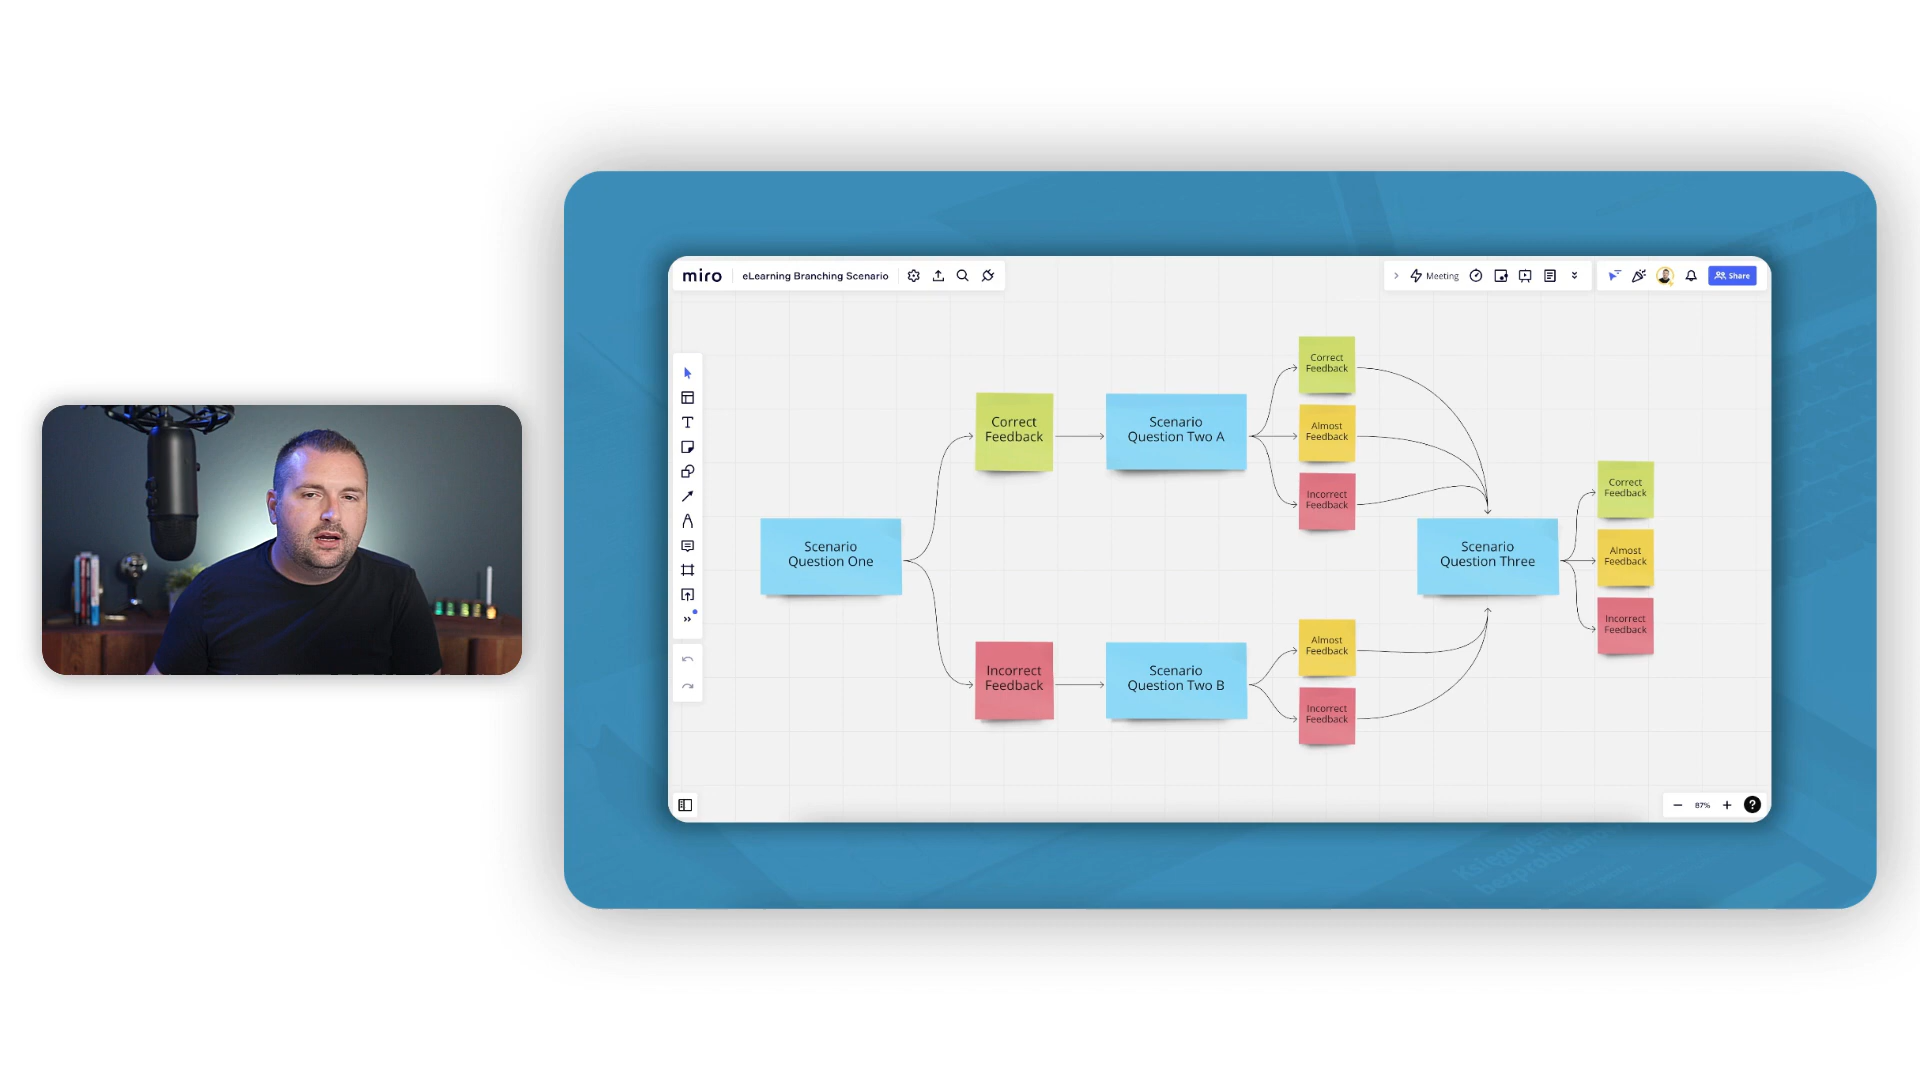 miro
eLearning Branching Scenario
Meeting
Share
Correct
Feedback
Scenario
Question Two A
Correct
Feedback
Almost
Feedback
Incorrect
Feedback
Scenario
Question One
Scenario
Question Three
Correct
Feedback
Almost
Feedback
Incorrect
Feedback
Incorrect
Feedback
Scenario
Question Two B
Almost
Feedback
Incorrect
Feedback
87%
?
Księguj
bezproblemowo